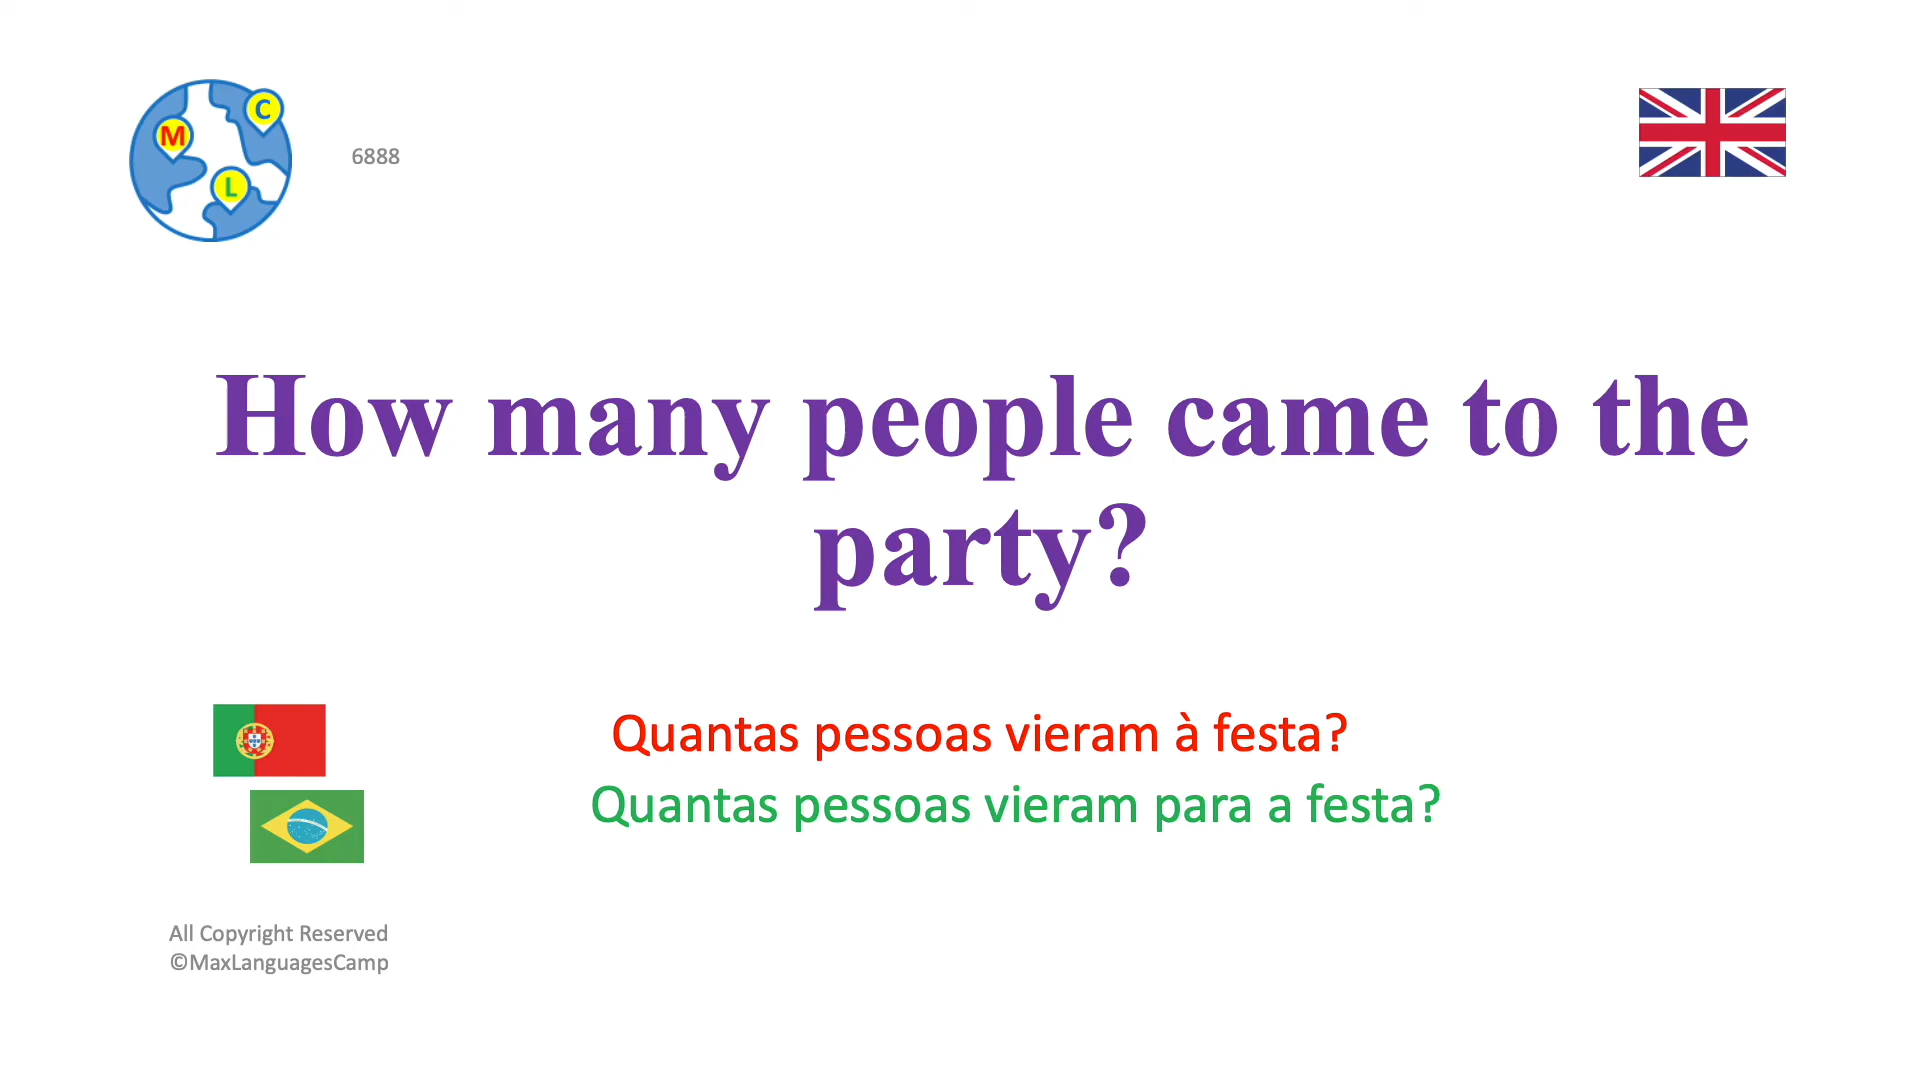 C
M
L
6888
How many people came to the
party?
Quantas pessoas vieram à festa?
Quantas pessoas vieram para a festa?
All Copyright Reserved
©MaxLanguagesCamp